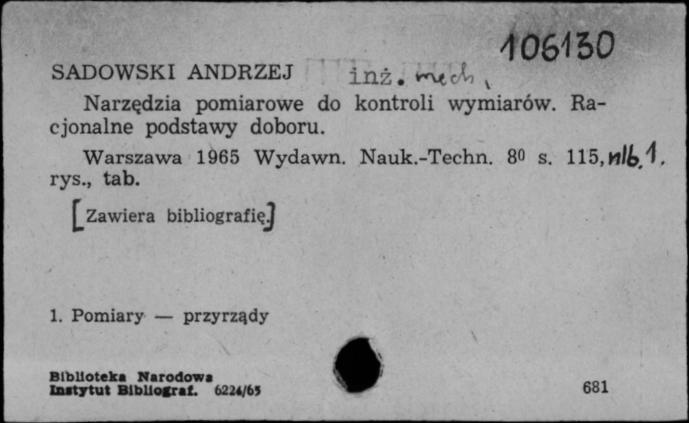 106130
SADOWSKI ANDRZEJ inż. mech.
Narzędzia pomiarowe do kontroli wymiarów. Ra-
cjonalne podstawy doboru.
Warszawa 1965 Wydawn. Nauk.-Techn. 8⁰ s. 115, nlb. 1.
rys., tab.
[Zawiera bibliografię.]
1. Pomiary — przyrządy
Biblioteka Narodowa
Instytut Bibliograf. 6224/65
681